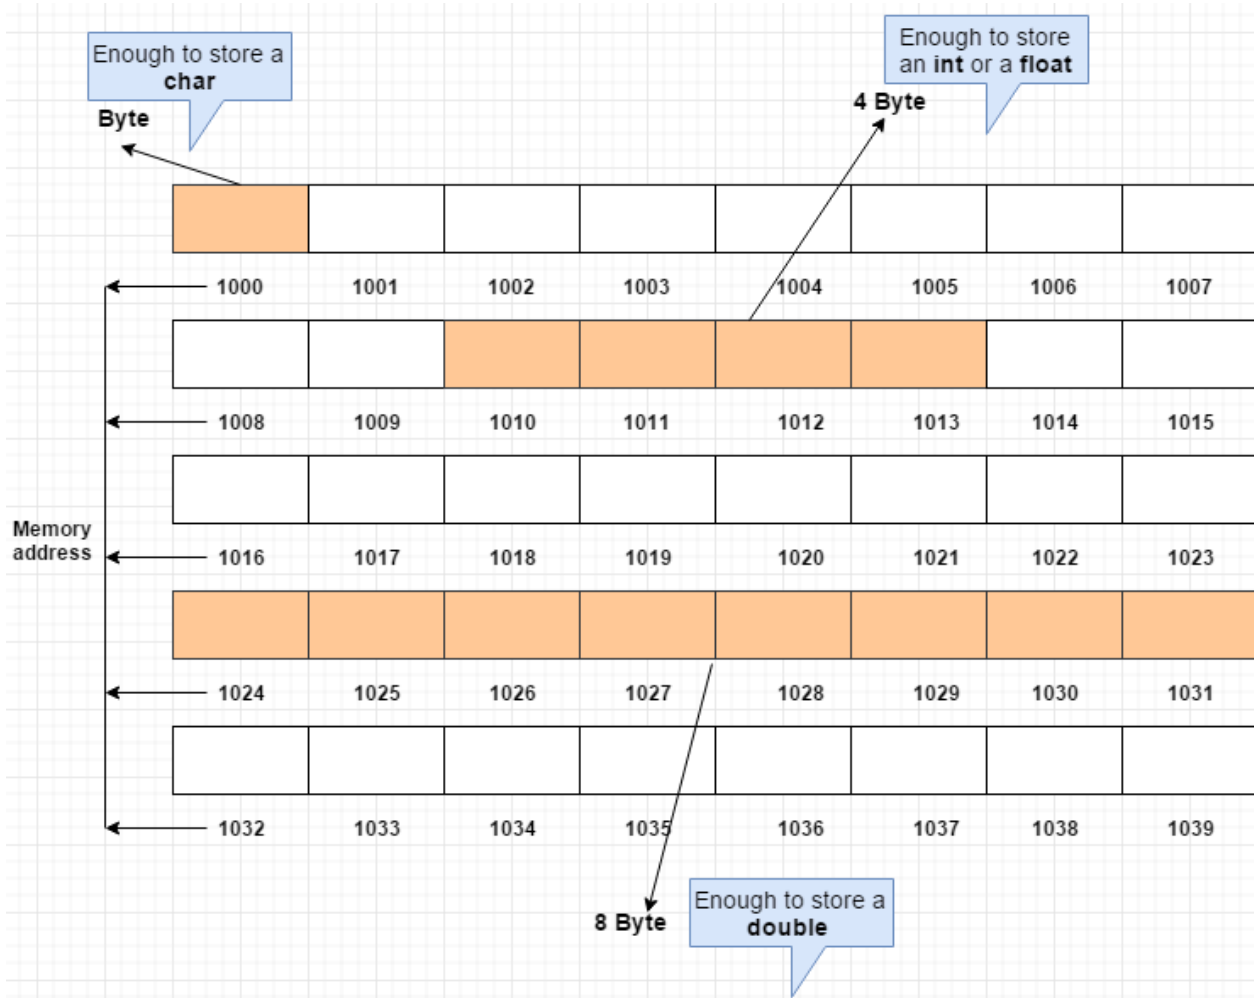 Enough to store a
char
Enough to store
an int or a float
Byte
4 Byte
1000 1001 1002 1003 1004 1005 1006 1007
1008 1009 1010 1011 1012 1013 1014 1015
Memory
address
1016 1017 1018 1019 1020 1021 1022 1023
1024 1025 1026 1027 1028 1029 1030 1031
1032 1033 1034 1035 1036 1037 1038 1039
8 Byte
Enough to store a
double